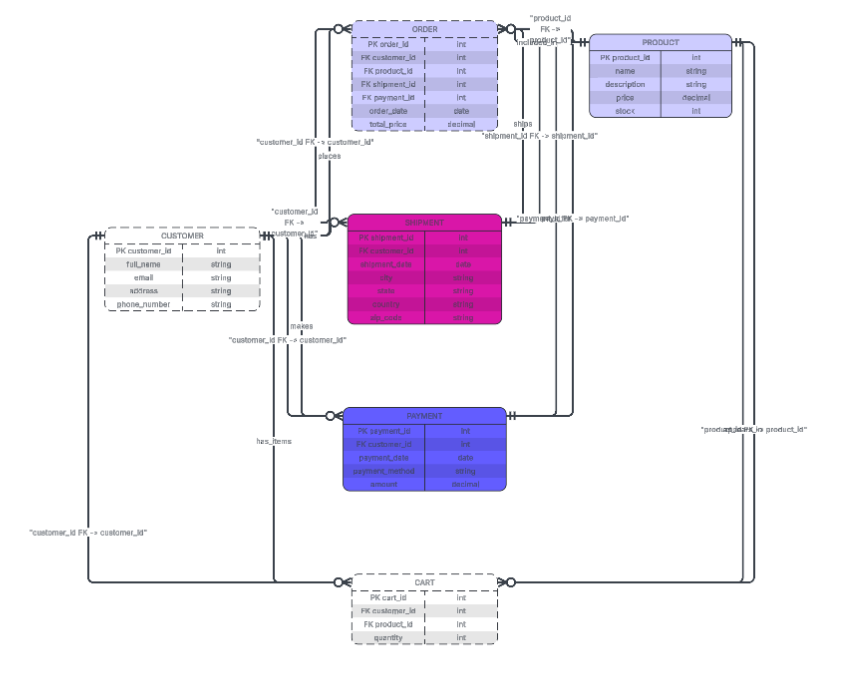 ORDER
PK order_id int
FK customer_id int
FK product_id int
FK shipment_id int
FK payment_id int
order_date date
total_price decimal
"product_id
FK ->
product_id"
PRODUCT
PK product_id int
name string
description string
price decimal
stock int
ships
"shipment_id FK -> shipment_id"
"customer_id FK -> customer_id"
places
"customer_id
FK ->
customer_id"
has
SHIPMENT
PK shipment_id int
FK customer_id int
shipment_date date
city string
state string
country string
zip_code string
FK -> payment_id"
CUSTOMER
PK customer_id int
full_name string
email string
address string
phone_number string
makes
"customer_id FK -> customer_id"
PAYMENT
PK payment_id int
FK customer_id int
payment_date date
payment_method string
amount decimal
has_items
product_id"
"customer_id FK -> customer_id"
CART
PK cart_id int
FK customer_id int
FK product_id int
quantity int